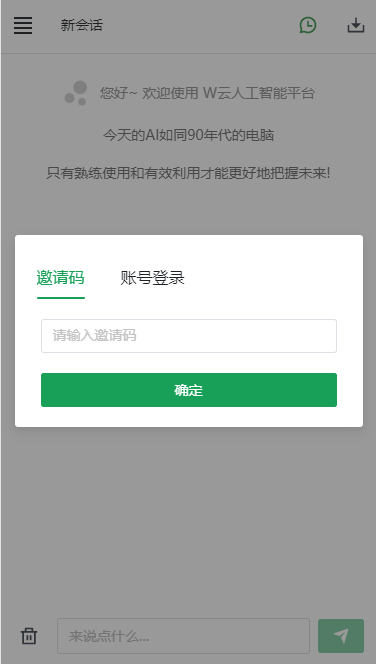 新会话
您好~ 欢迎使用 W云人工智能平台
今天的AI如同90年代的电脑
只有熟练使用和有效利用才能更好地把握未来!
邀请码 账号登录
请输入邀请码
确定
来说点什么...